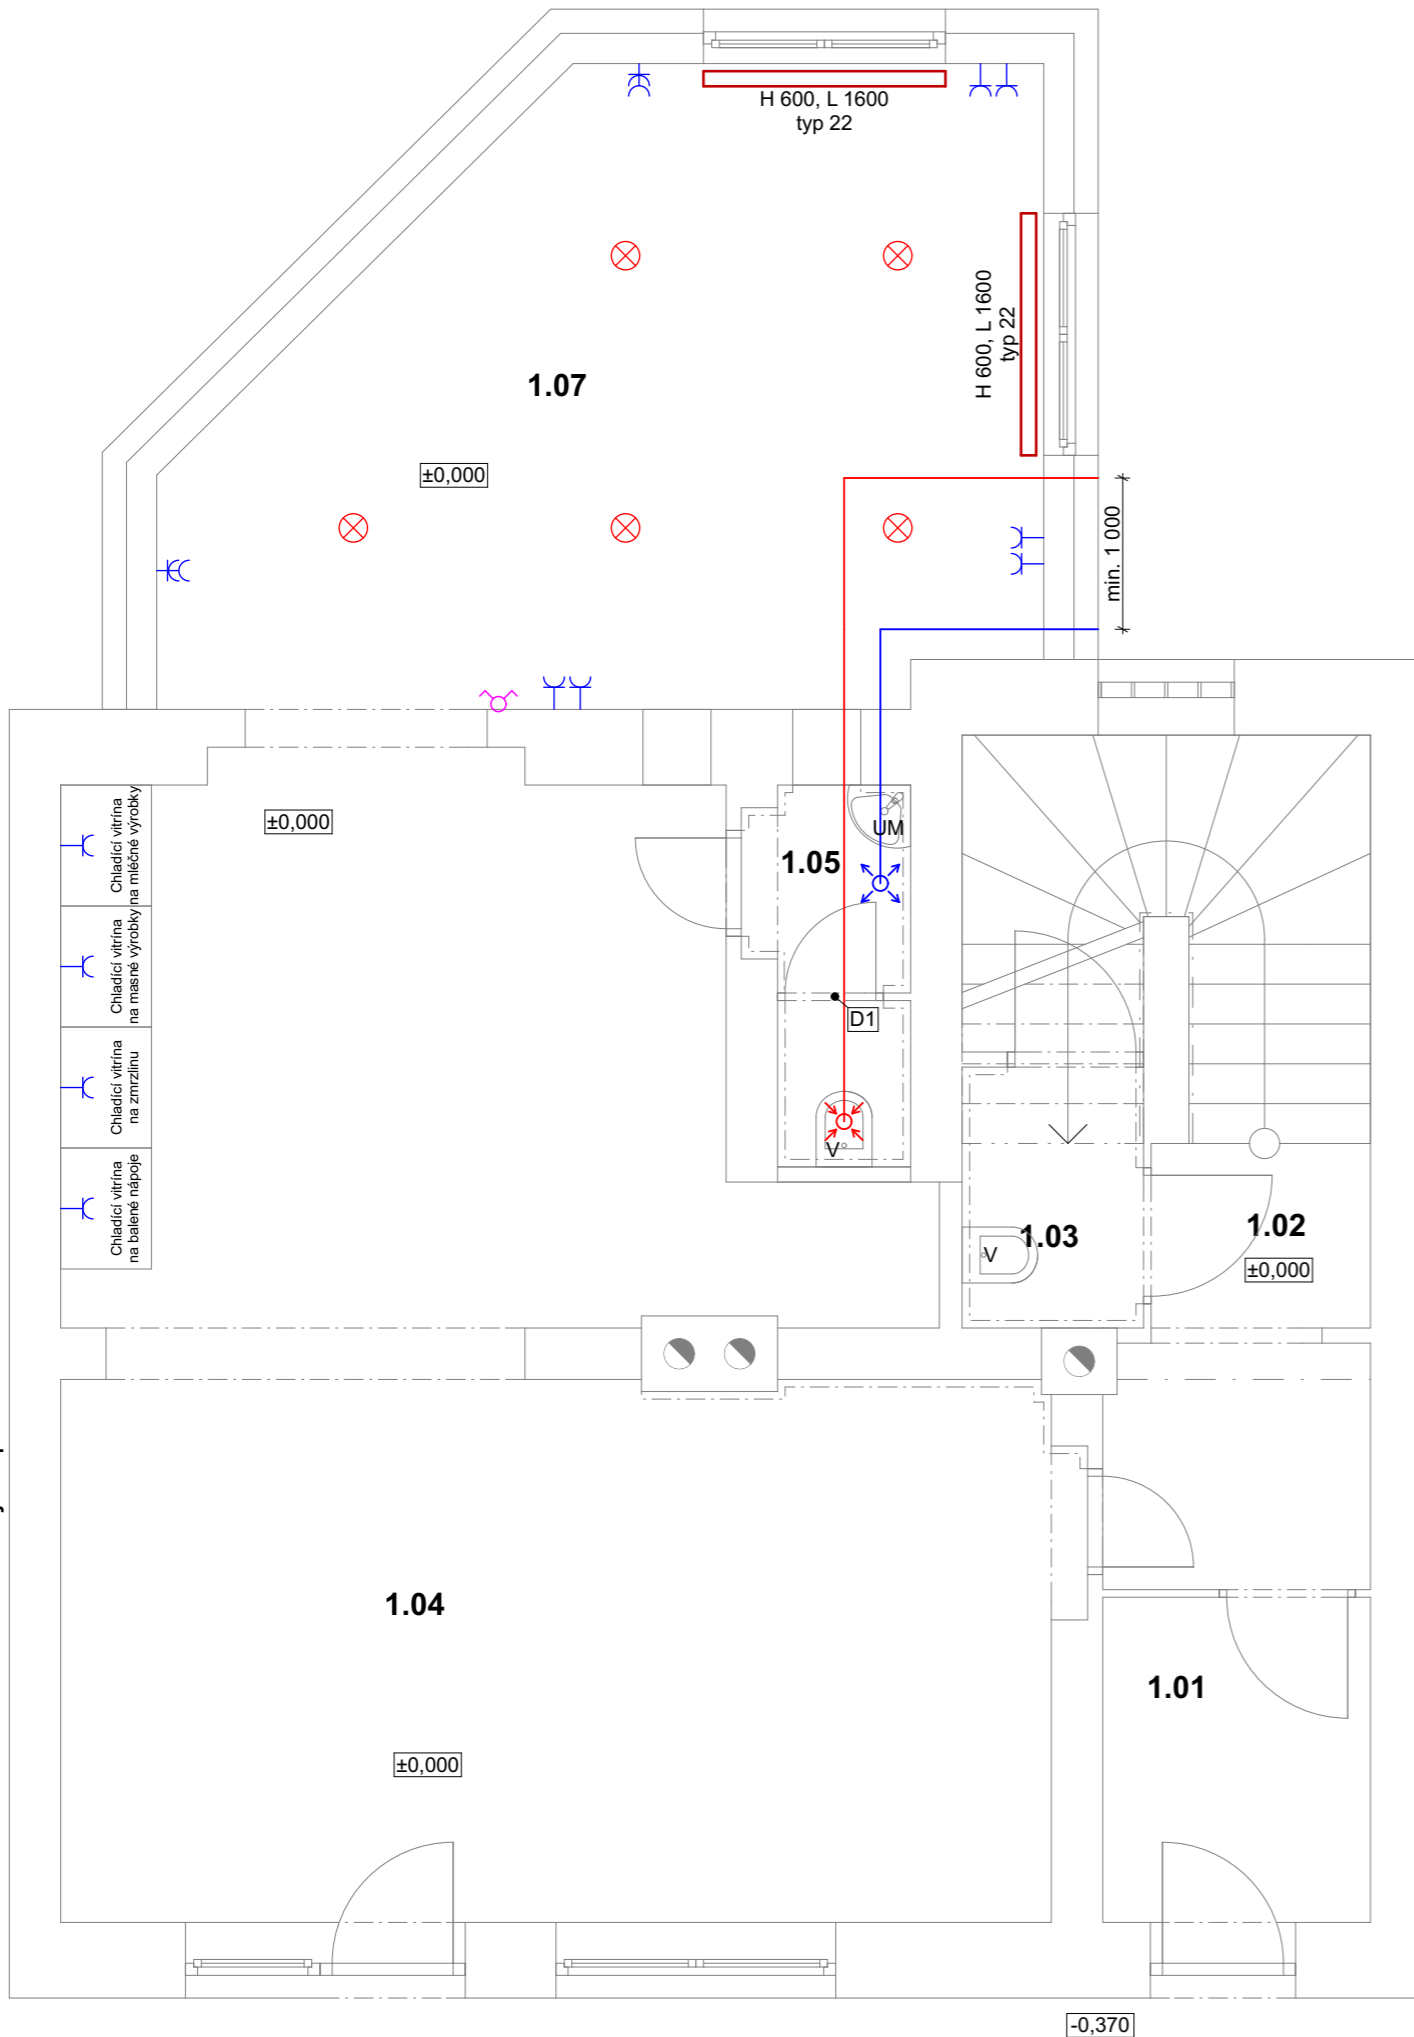 H 600, L 1600
typ 22
H 600, L 1600
typ 22
1.07
±0,000
min. 1 000
±0,000
Chladící vitrína
na mléčné výrobky
UM
1.05
Chladící vitrína
na masné výrobky
D1
Chladící vitrína
na zmrzlinu
V
Chladící vitrína
na balené nápoje
1.03
V
1.02
±0,000
1.04
1.01
±0,000
-0,370